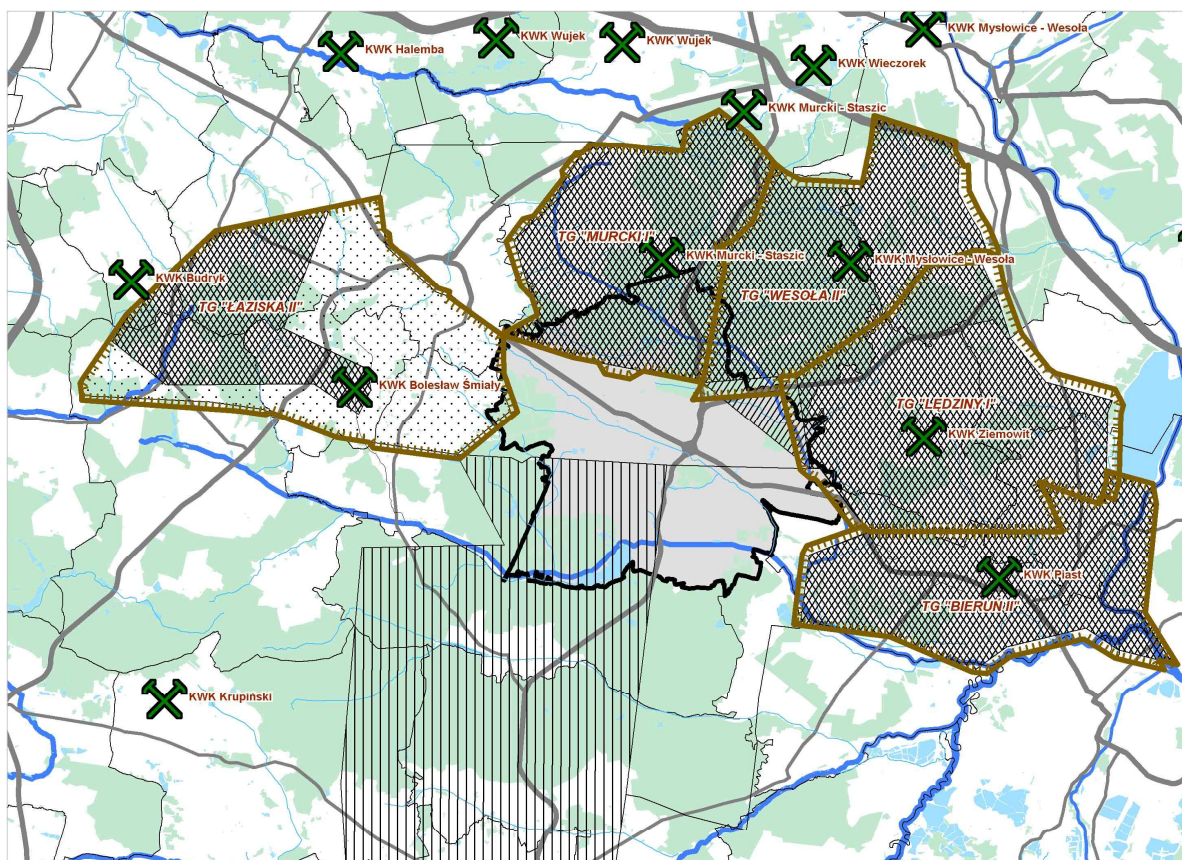 KWK Mysłowice - Wesoła
KWK Wujek
KWK Wujek
KWK Halemba
KWK Wieczorek
KWK Murcki - Staszic
TG "MURCKI I"
KWK Murcki - Staszic
KWK Mysłowice - Wesoła
KWK Budryk
TG "WESOŁA II"
TG "ŁAZISKA II"
KWK Bolesław Śmiały
TG "LĘDZINY I"
KWK Ziemowit
KWK Piast
TG "BIERUŃ II"
KWK Krupiński